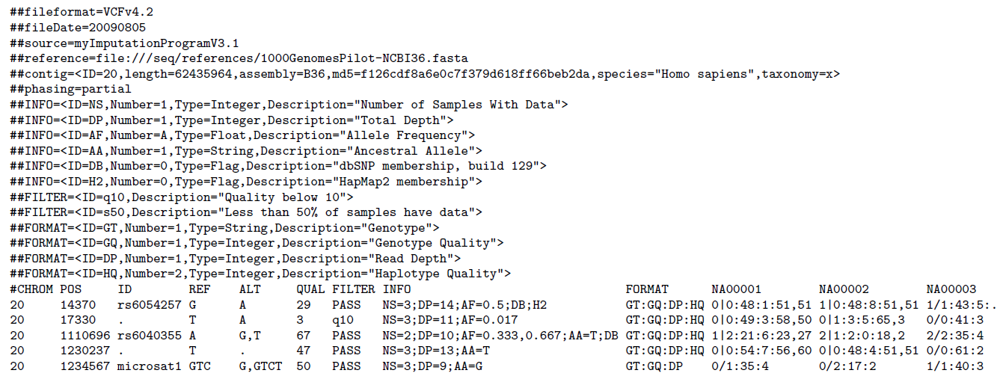 ##fileformat=VCFv4.2
##fileDate=20090805
##source=myImputationProgramV3.1
##reference=file:///seq/references/1000GenomesPilot-NCBI36.fasta
##contig=<ID=20,length=62435964,assembly=B36,md5=f126cdf8a6e0c7f379d618ff66beb2da,species="Homo sapiens",taxonomy=x>
##phasing=partial
##INFO=<ID=NS,Number=1,Type=Integer,Description="Number of Samples With Data">
##INFO=<ID=DP,Number=1,Type=Integer,Description="Total Depth">
##INFO=<ID=AF,Number=A,Type=Float,Description="Allele Frequency">
##INFO=<ID=AA,Number=1,Type=String,Description="Ancestral Allele">
##INFO=<ID=DB,Number=0,Type=Flag,Description="dbSNP membership, build 129">
##INFO=<ID=H2,Number=0,Type=Flag,Description="HapMap2 membership">
##FILTER=<ID=q10,Description="Quality below 10">
##FILTER=<ID=s50,Description="Less than 50% of samples have data">
##FORMAT=<ID=GT,Number=1,Type=String,Description="Genotype">
##FORMAT=<ID=GQ,Number=1,Type=Integer,Description="Genotype Quality">
##FORMAT=<ID=DP,Number=1,Type=Integer,Description="Read Depth">
##FORMAT=<ID=HQ,Number=2,Type=Integer,Description="Haplotype Quality">
#CHROM POS ID REF ALT QUAL FILTER INFO FORMAT NA00001 NA00002 NA00003
20 14370 rs6054257 G A 29 PASS NS=3;DP=14;AF=0.5;DB;H2 GT:GQ:DP:HQ 0|0:48:1:51,51 1|0:48:8:51,51 1/1:43:5:.
20 17330 . T A 3 q10 NS=3;DP=11;AF=0.017 GT:GQ:DP:HQ 0|0:49:3:58,50 0|1:3:5:65,3 0/0:41:3
20 1110696 rs6040355 A G,T 67 PASS NS=2;DP=10;AF=0.333,0.667;AA=T;DB GT:GQ:DP:HQ 1|2:21:6:23,27 2|1:2:0:18,2 2/2:35:4
20 1230237 . T . 47 PASS NS=3;DP=13;AA=T GT:GQ:DP:HQ 0|0:54:7:56,60 0|0:48:4:51,51 0/0:61:2
20 1234567 microsat1 GTC G,GTCT 50 PASS NS=3;DP=9;AA=G GT:GQ:DP 0/1:35:4 0/2:17:2 1/1:40:3